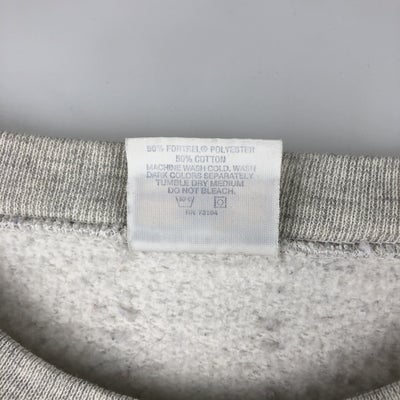 50% FORTREL® POLYESTER
50% COTTON
MACHINE WASH COLD. WASH
DARK COLORS SEPARATELY.
TUMBLE DRY MEDIUM
DO NOT BLEACH.
RN 73194